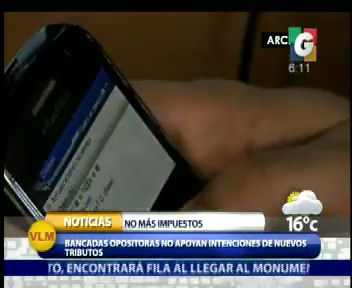 ARC.
G
6:11
NOTICIAS
NO MÁS IMPUESTOS
16°c
VLM
BANCADAS OPOSITORAS NO APOYAN INTENCIONES DE NUEVOS
TRIBUTOS
TO, ENCONTRARÁ FILA AL LLEGAR AL MONUME